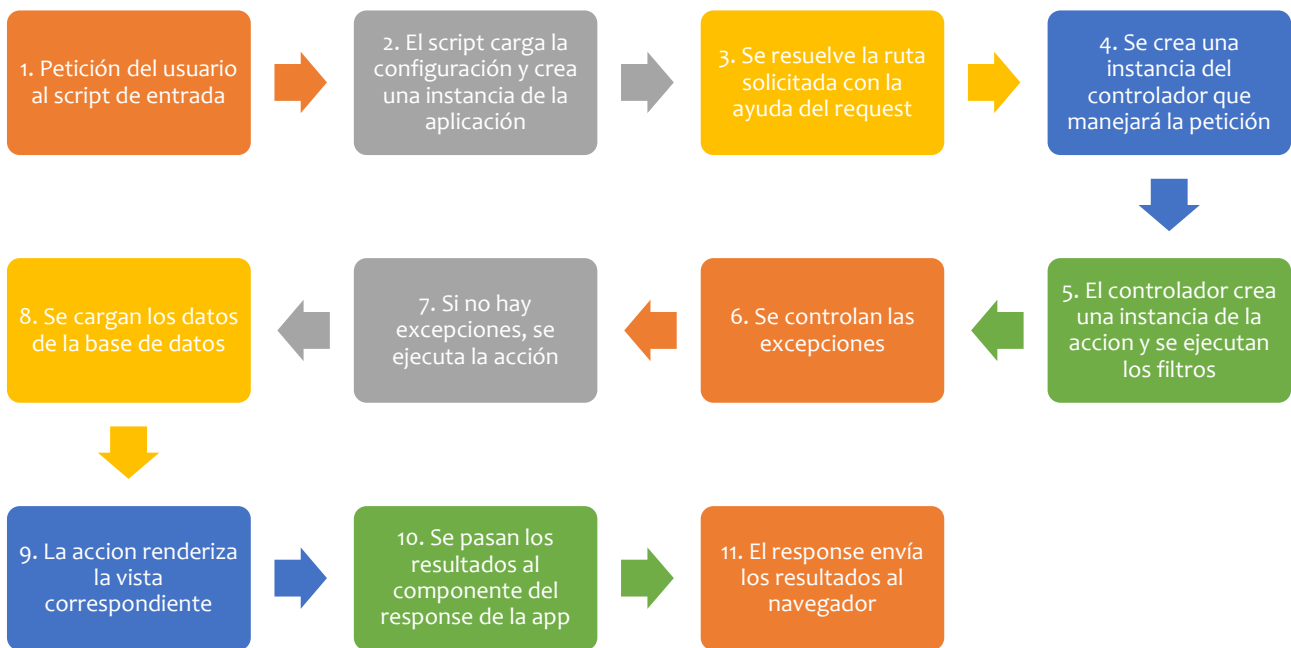 1. Petición del usuario
al script de entrada
2. El script carga la
configuración y crea
una instancia de la
aplicación
3. Se resuelve la ruta
solicitada con la
ayuda del request
4. Se crea una
instancia del
controlador que
manejará la petición
5. El controlador crea
una instancia de la
accion y se ejecutan
los filtros
6. Se controlan las
excepciones
7. Si no hay
excepciones, se
ejecuta la acción
8. Se cargan los datos
de la base de datos
9. La accion renderiza
la vista
correspondiente
10. Se pasan los
resultados al
componente del
response de la app
11. El response envía
los resultados al
navegador